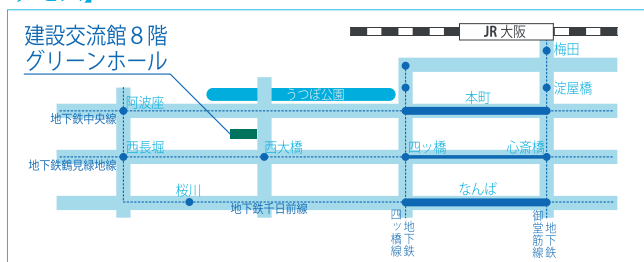 建設交流館8階
グリーンホール
JR 大阪
梅田
淀屋橋
うつぼ公園
本町
阿波座
地下鉄中央線
西長堀
西大橋
四ツ橋
心斎橋
地下鉄鶴見緑地線
桜川
なんば
地下鉄千日前線
地下鉄
四ツ橋線
地下鉄
御堂筋線